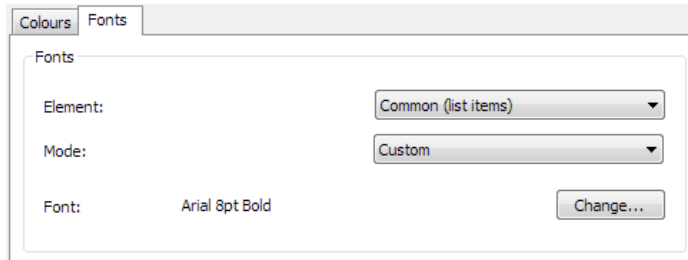 Colours Fonts
Fonts
Element: Common (list items)
Mode: Custom
Font: Arial 8pt Bold Change...